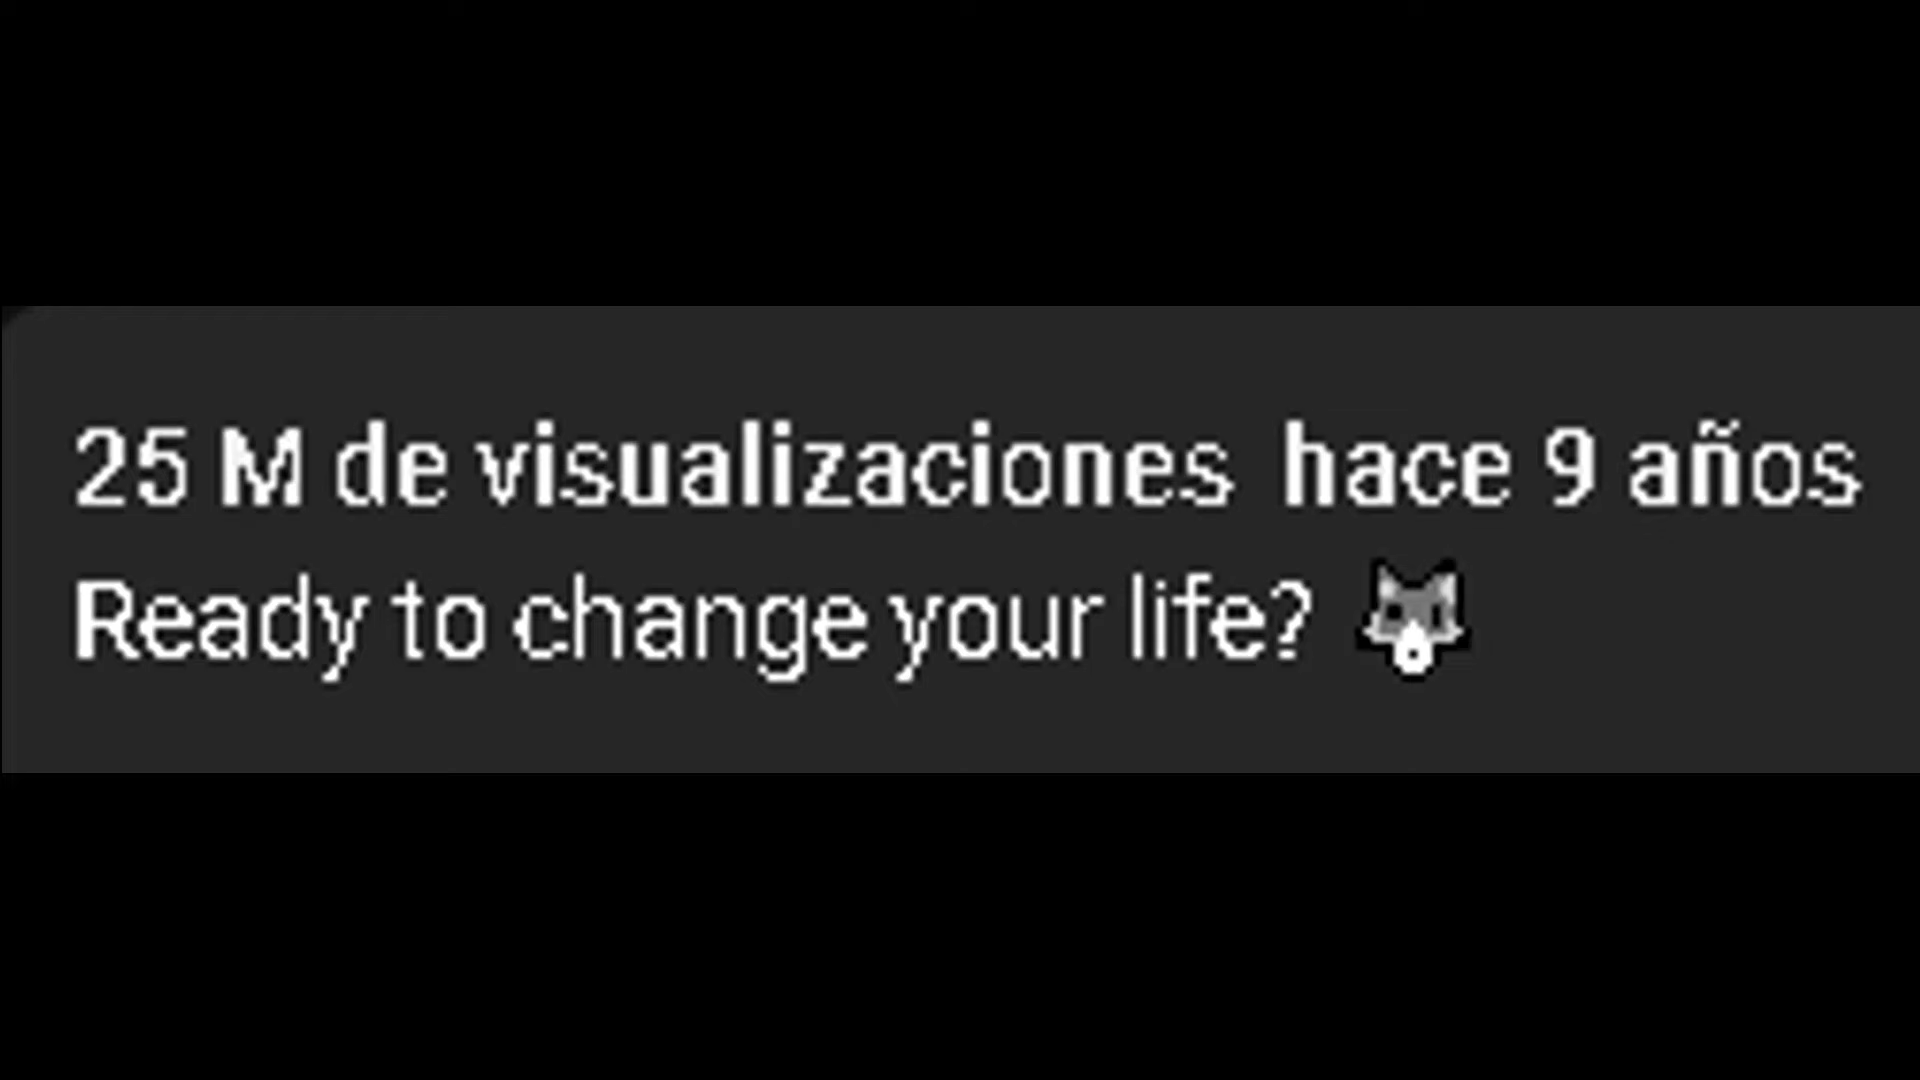 25 M de visualizaciones  hace 9 años
Ready to change your life? 🐺